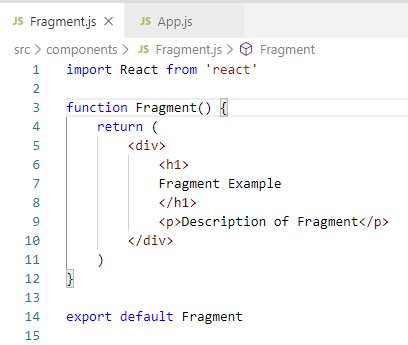 JS Fragment.js × JS App.js
src > components > JS Fragment.js > Fragment
1 import React from 'react'
2
3 function Fragment() {
4     return (
5         <div>
6             <h1>
7             Fragment Example
8             </h1>
9             <p>Description of Fragment</p>
10         </div>
11     )
12 }
13
14 export default Fragment
15